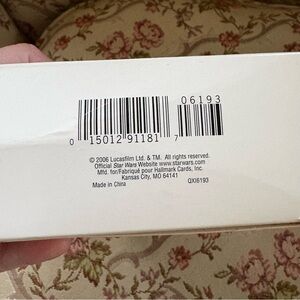 06193
0 15012 91181 7
© 2006 Lucasfilm Ltd. & TM. All rights reserved.
Official Star Wars Website www.starwars.com
Mfd. for/Fabriqué pour Hallmark Cards, Inc.
Kansas City, MO 64141
Made in China QXI6193